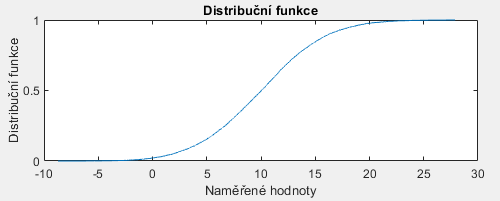 Distribuční funkce
Distribuční funkce
1
0.5
0
-10 -5 0 5 10 15 20 25 30
Naměřené hodnoty